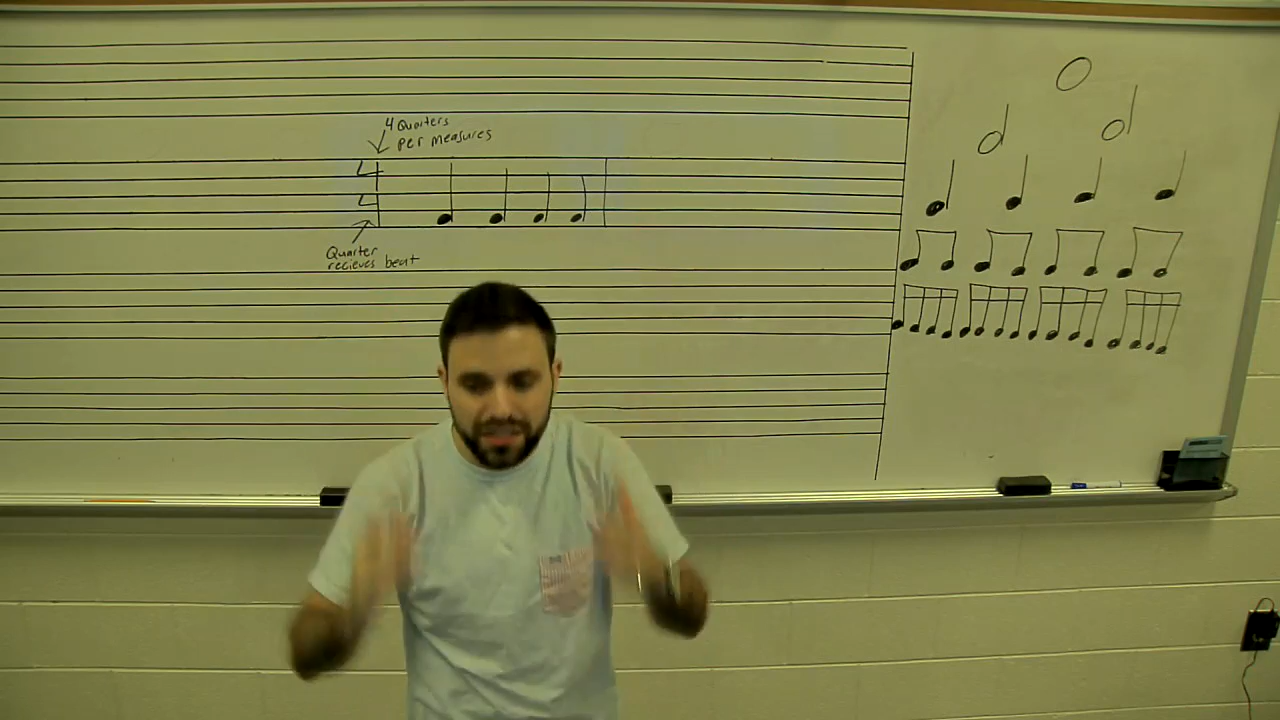 4 Quarters
per measures
4
4
Quarter
recieves beat